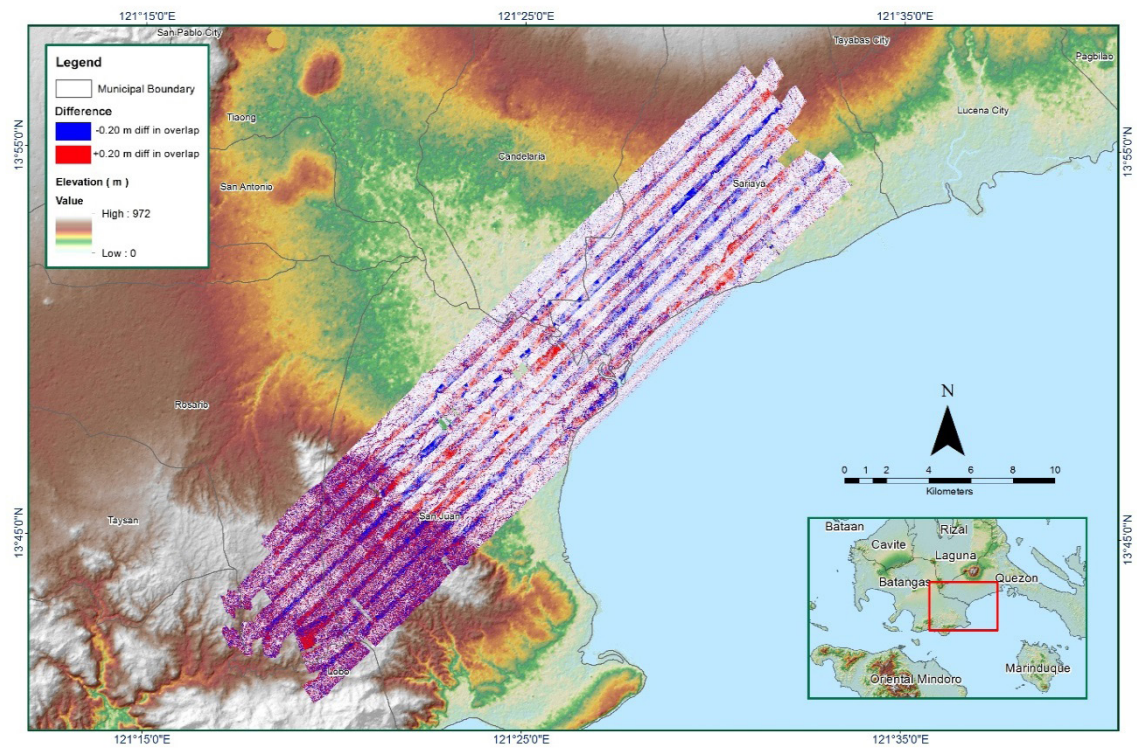 121°15'0"E
121°25'0"E
121°35'0"E
San Pablo City
Tayabas City
Pagbilao
Legend
Municipal Boundary
Difference
-0.20 m diff in overlap
+0.20 m diff in overlap
Elevation ( m )
Value
High : 972
Low : 0
Tiaong
Lucena City
13°55'0"N
13°55'0"N
Candelaria
San Antonio
Sariaya
Rosario
N
0 1 2 4 6 8 10
Kilometers
Taysan
San Juan
13°45'0"N
13°45'0"N
Bataan
Rizal
Cavite
Laguna
Batangas
Quezon
Marinduque
Oriental Mindoro
Lobo
121°15'0"E
121°25'0"E
121°35'0"E